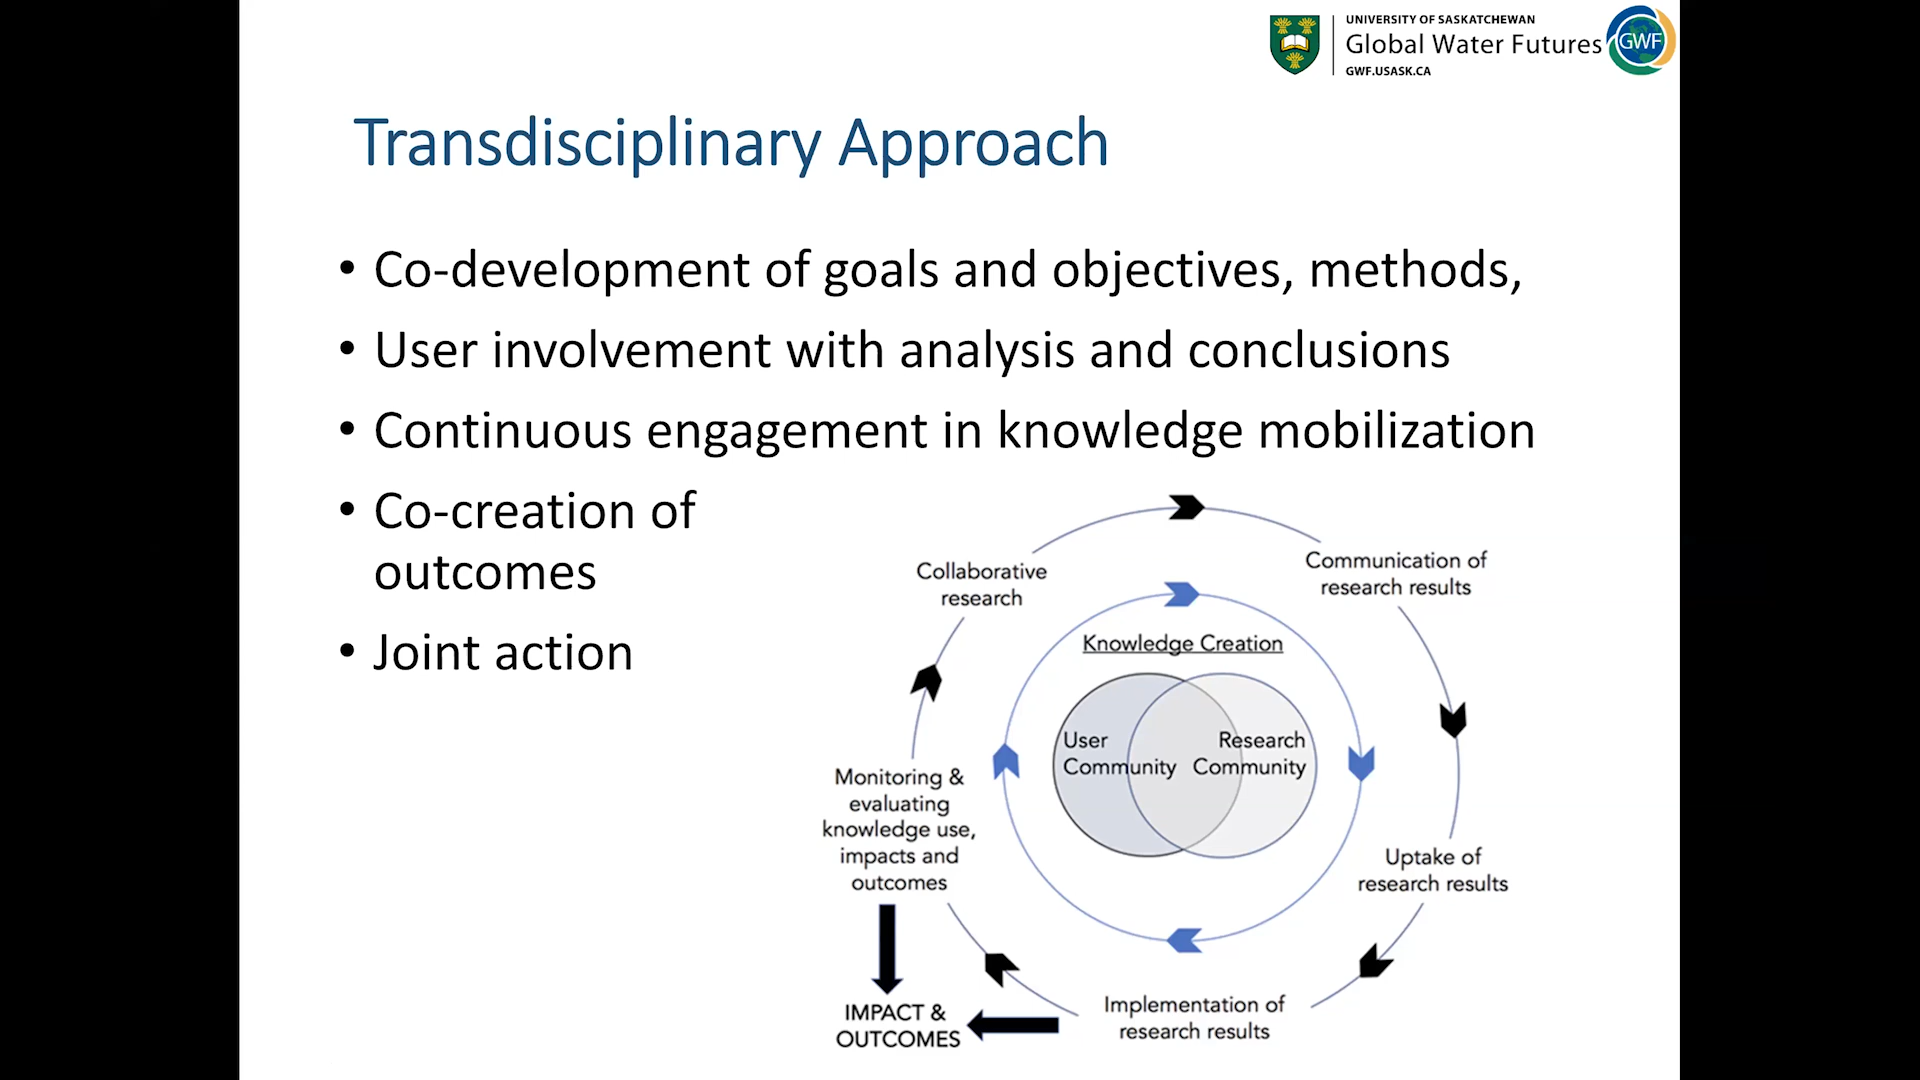 UNIVERSITY OF SASKATCHEWAN
Global Water Futures
GWF.USASK.CA
GWF
Transdisciplinary Approach
• Co-development of goals and objectives, methods,
• User involvement with analysis and conclusions
• Continuous engagement in knowledge mobilization
• Co-creation of
outcomes
• Joint action
Collaborative
research
Communication of
research results
Knowledge Creation
User
Community
Research
Community
Monitoring &
evaluating
knowledge use,
impacts and
outcomes
Uptake of
research results
IMPACT &
OUTCOMES
Implementation of
research results